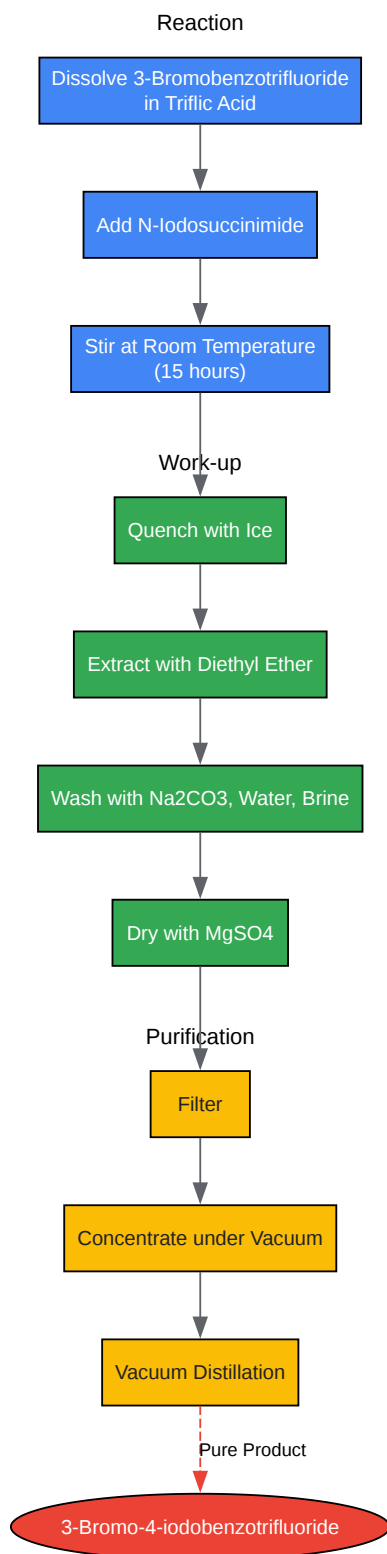 Reaction
Dissolve 3-Bromobenzotrifluoride
in Triflic Acid
Add N-Iodosuccinimide
Stir at Room Temperature
(15 hours)
Work-up
Quench with Ice
Extract with Diethyl Ether
Wash with Na2CO3, Water, Brine
Dry with MgSO4
Purification
Filter
Concentrate under Vacuum
Vacuum Distillation
Pure Product
3-Bromo-4-iodobenzotrifluoride